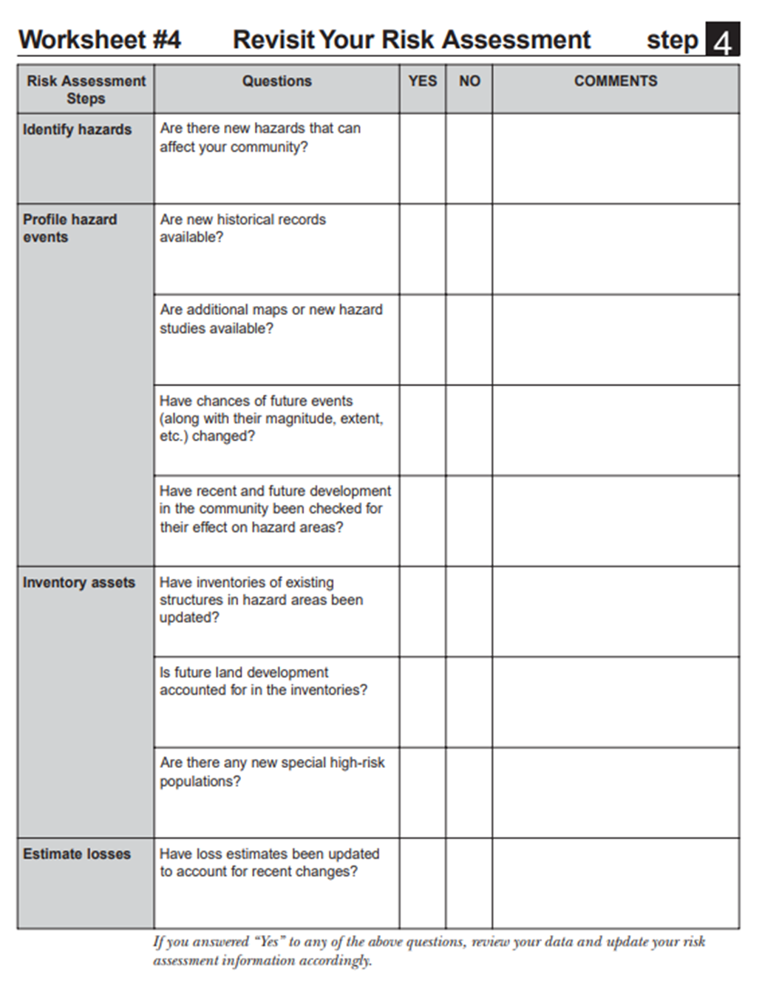 Worksheet #4 Revisit Your Risk Assessment step 4
Risk Assessment Steps Questions YES NO COMMENTS
Identify hazards
Are there new hazards that can
affect your community?
Profile hazard
events
Are new historical records
available?
Are additional maps or new hazard
studies available?
Have chances of future events
(along with their magnitude, extent,
etc.) changed?
Have recent and future development
in the community been checked for
their effect on hazard areas?
Inventory assets
Have inventories of existing
structures in hazard areas been
updated?
Is future land development
accounted for in the inventories?
Are there any new special high-risk
populations?
Estimate losses
Have loss estimates been updated
to account for recent changes?
If you answered “Yes” to any of the above questions, review your data and update your risk
assessment information accordingly.